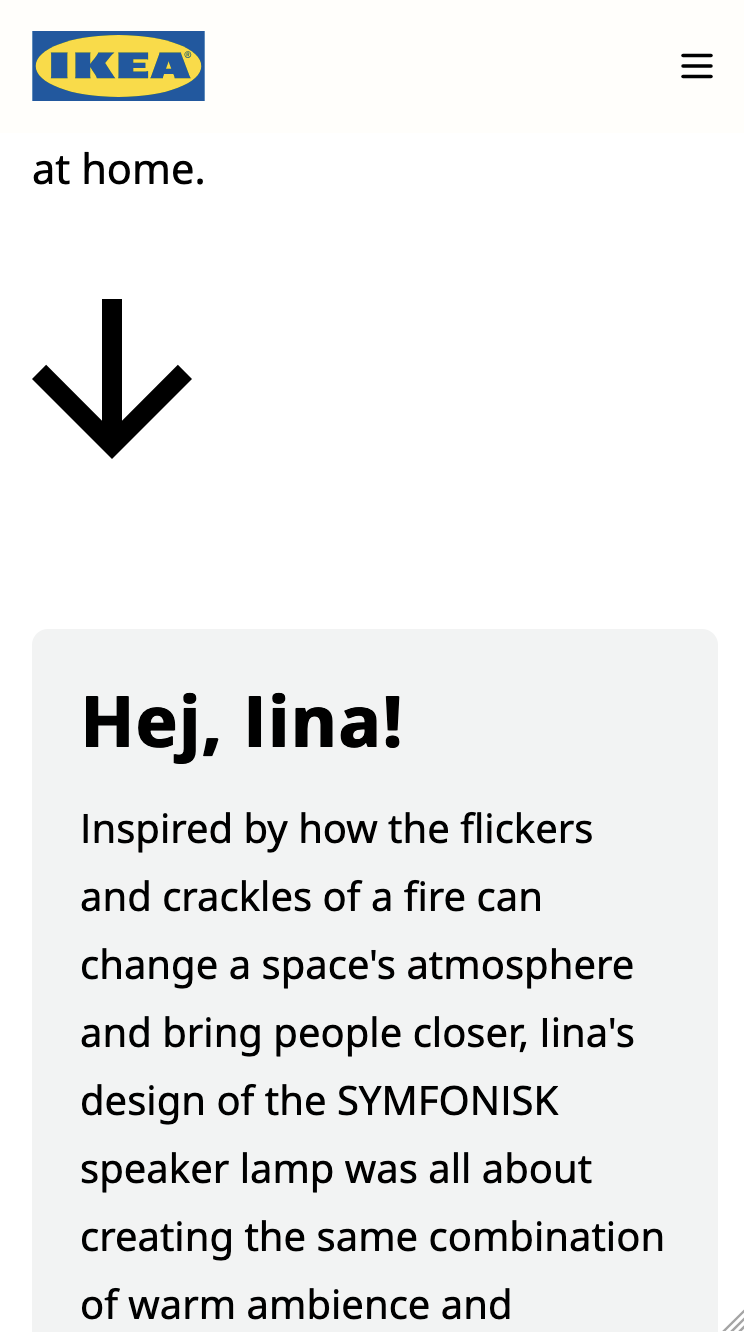 IKEA®
at home.
Hej, Iina!
Inspired by how the flickers
and crackles of a fire can
change a space's atmosphere
and bring people closer, Iina's
design of the SYMFONISK
speaker lamp was all about
creating the same combination
of warm ambience and